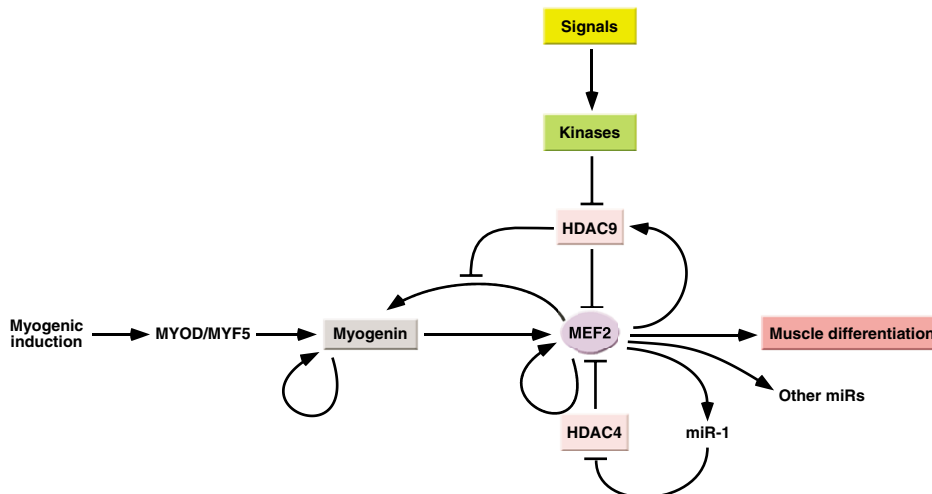 Signals
Kinases
HDAC9
Myogenic
induction
MYOD/MYF5
Myogenin
MEF2
Muscle differentiation
Other miRs
HDAC4
miR-1